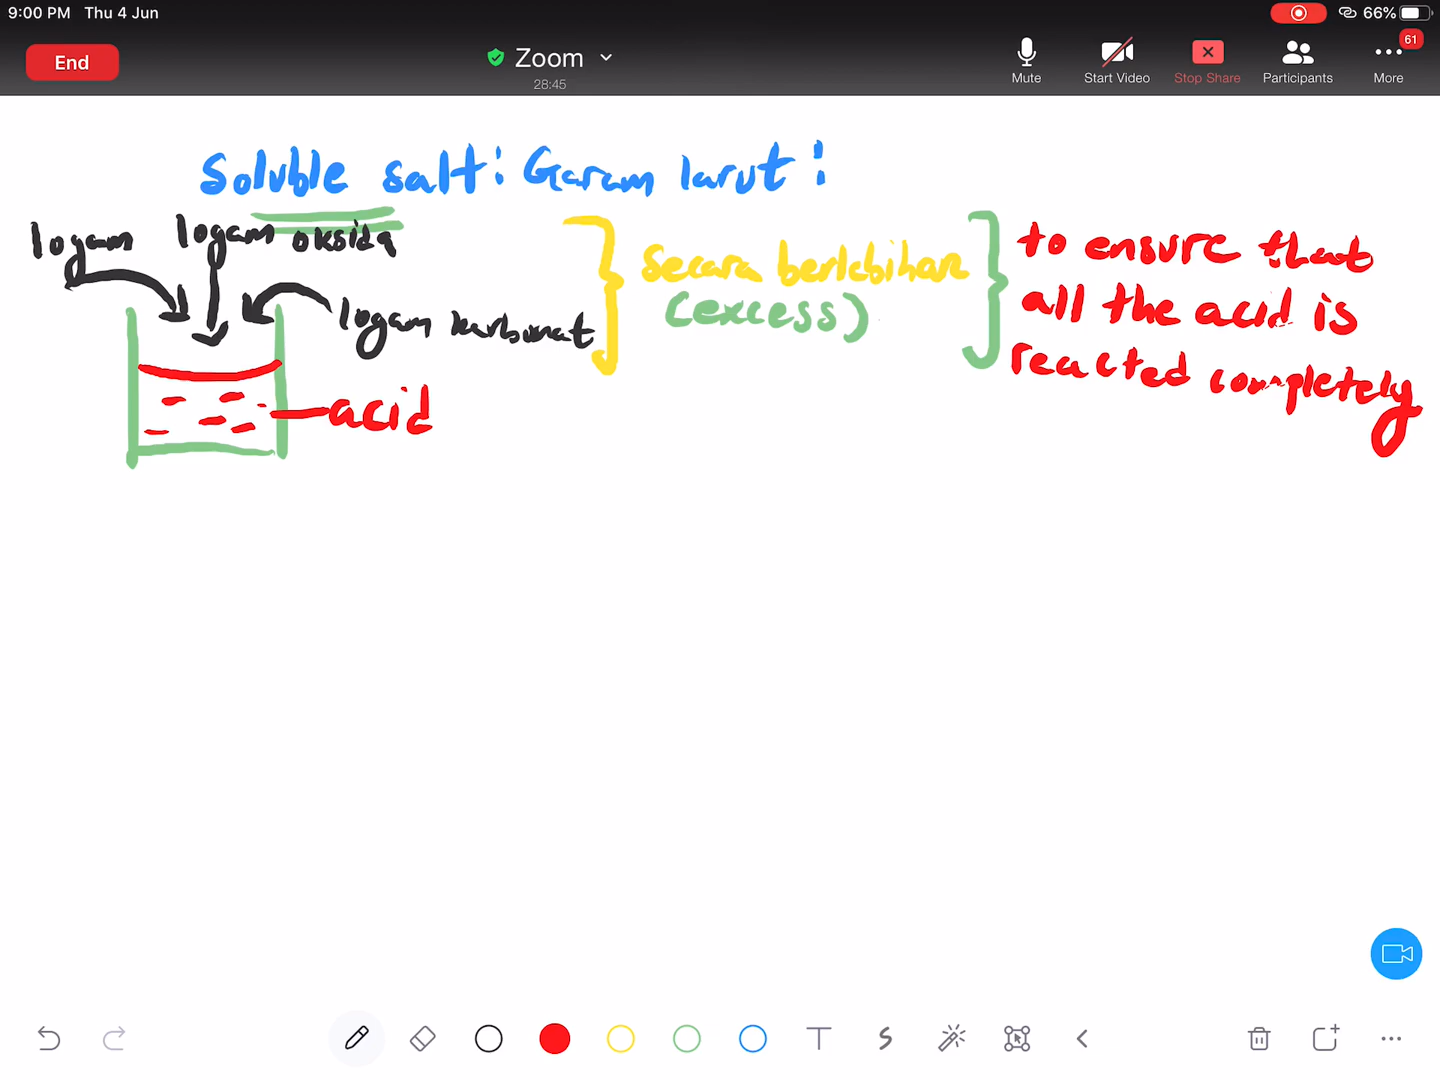 9:00 PM Thu 4 Jun
66%
End
Zoom
28:45
Mute
Start Video
Stop Share
Participants
61
More
Soluble salt: Garam larut:
logam
logam oksida
logam karbonat
acid
Secara berlebihan
(excess)
to ensure that
all the acid is
reacted completely
T